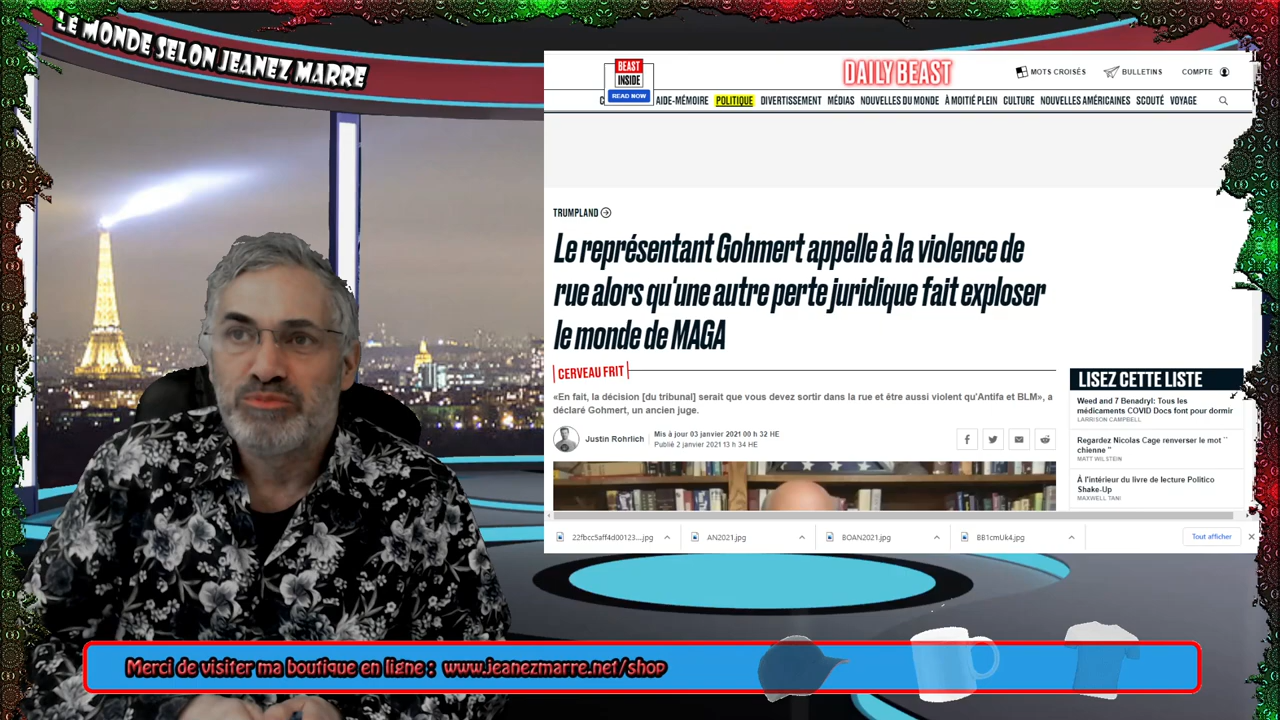 LE MONDE SELON JEANEZ MARRE
BEAST
INSIDE
READ NOW
DAILY BEAST
MOTS CROISÉS
BULLETINS
COMPTE
AIDE-MÉMOIRE POLITIQUE DIVERTISSEMENT MÉDIAS NOUVELLES DU MONDE À MOITIÉ PLEIN CULTURE NOUVELLES AMÉRICAINES SCOUTÉ VOYAGE
TRUMPLAND
Le représentant Gohmert appelle à la violence de
rue alors qu'une autre perte juridique fait exploser
le monde de MAGA
CERVEAU FRIT
«En fait, la décision [du tribunal] serait que vous devez sortir dans la rue et être aussi violent qu'Antifa et BLM», a
déclaré Gohmert, un ancien juge.
Justin Rohrlich
Mis à jour 03 janvier 2021 00 h 32 HE
Publié 2 janvier 2021 13 h 34 HE
LISEZ CETTE LISTE
Weed and 7 Benadryl: Tous les
médicaments COVID Docs font pour dormir
LARRISON CAMPBELL
Regardez Nicolas Cage renverser le mot ``
chienne ''
MATT WILSTEIN
À l'intérieur du livre de lecture Politico
Shake-Up
MAXWELL TANI
22fbcc5aff4d00123....jpg
AN2021.jpg
BOAN2021.jpg
BB1cmUk4.jpg
Tout afficher
Merci de visiter ma boutique en ligne : www.jeanezmarre.net/shop